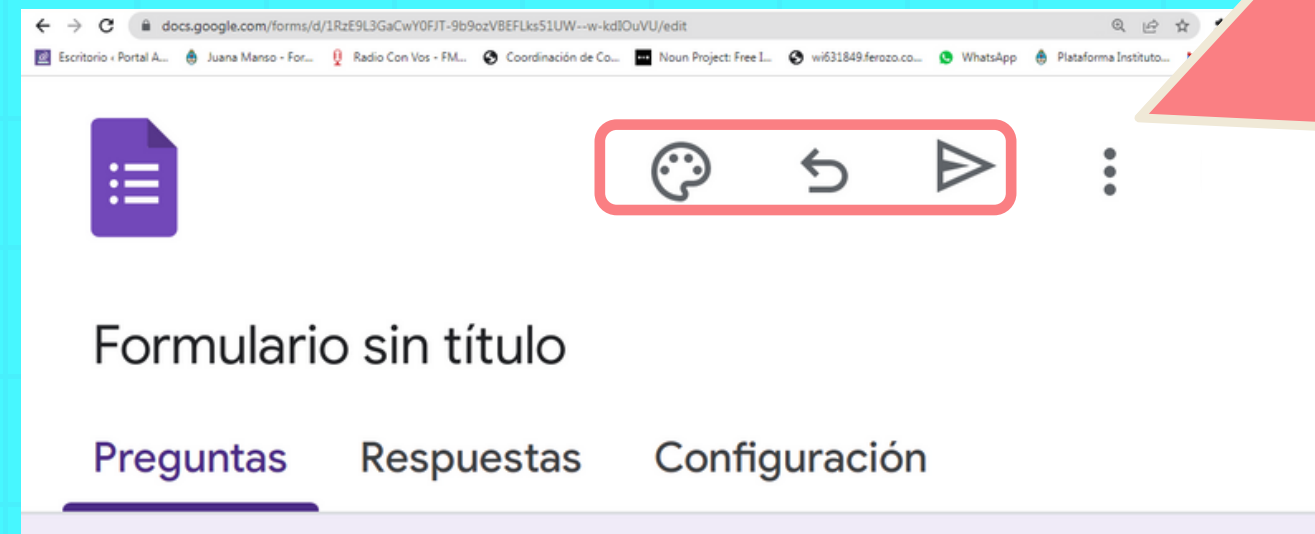 docs.google.com/forms/d/1RzE9L3GaCwY0FJT-9b9ozVBEFLks51UW--w-kdIOuVU/edit
Escritorio ‹ Portal A... Juana Manso - For... Radio Con Vos - FM... Coordinación de Co... Noun Project: Free I... wi631849.ferozo.co... WhatsApp Plataforma Instituto...
Formulario sin título
Preguntas Respuestas Configuración